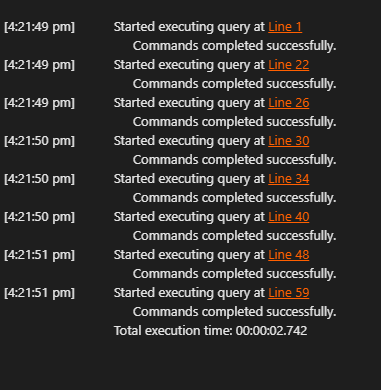 [4:21:49 pm] Started executing query at Line 1
Commands completed successfully.
[4:21:49 pm] Started executing query at Line 22
Commands completed successfully.
[4:21:49 pm] Started executing query at Line 26
Commands completed successfully.
[4:21:50 pm] Started executing query at Line 30
Commands completed successfully.
[4:21:50 pm] Started executing query at Line 34
Commands completed successfully.
[4:21:50 pm] Started executing query at Line 40
Commands completed successfully.
[4:21:51 pm] Started executing query at Line 48
Commands completed successfully.
[4:21:51 pm] Started executing query at Line 59
Commands completed successfully.
Total execution time: 00:00:02.742